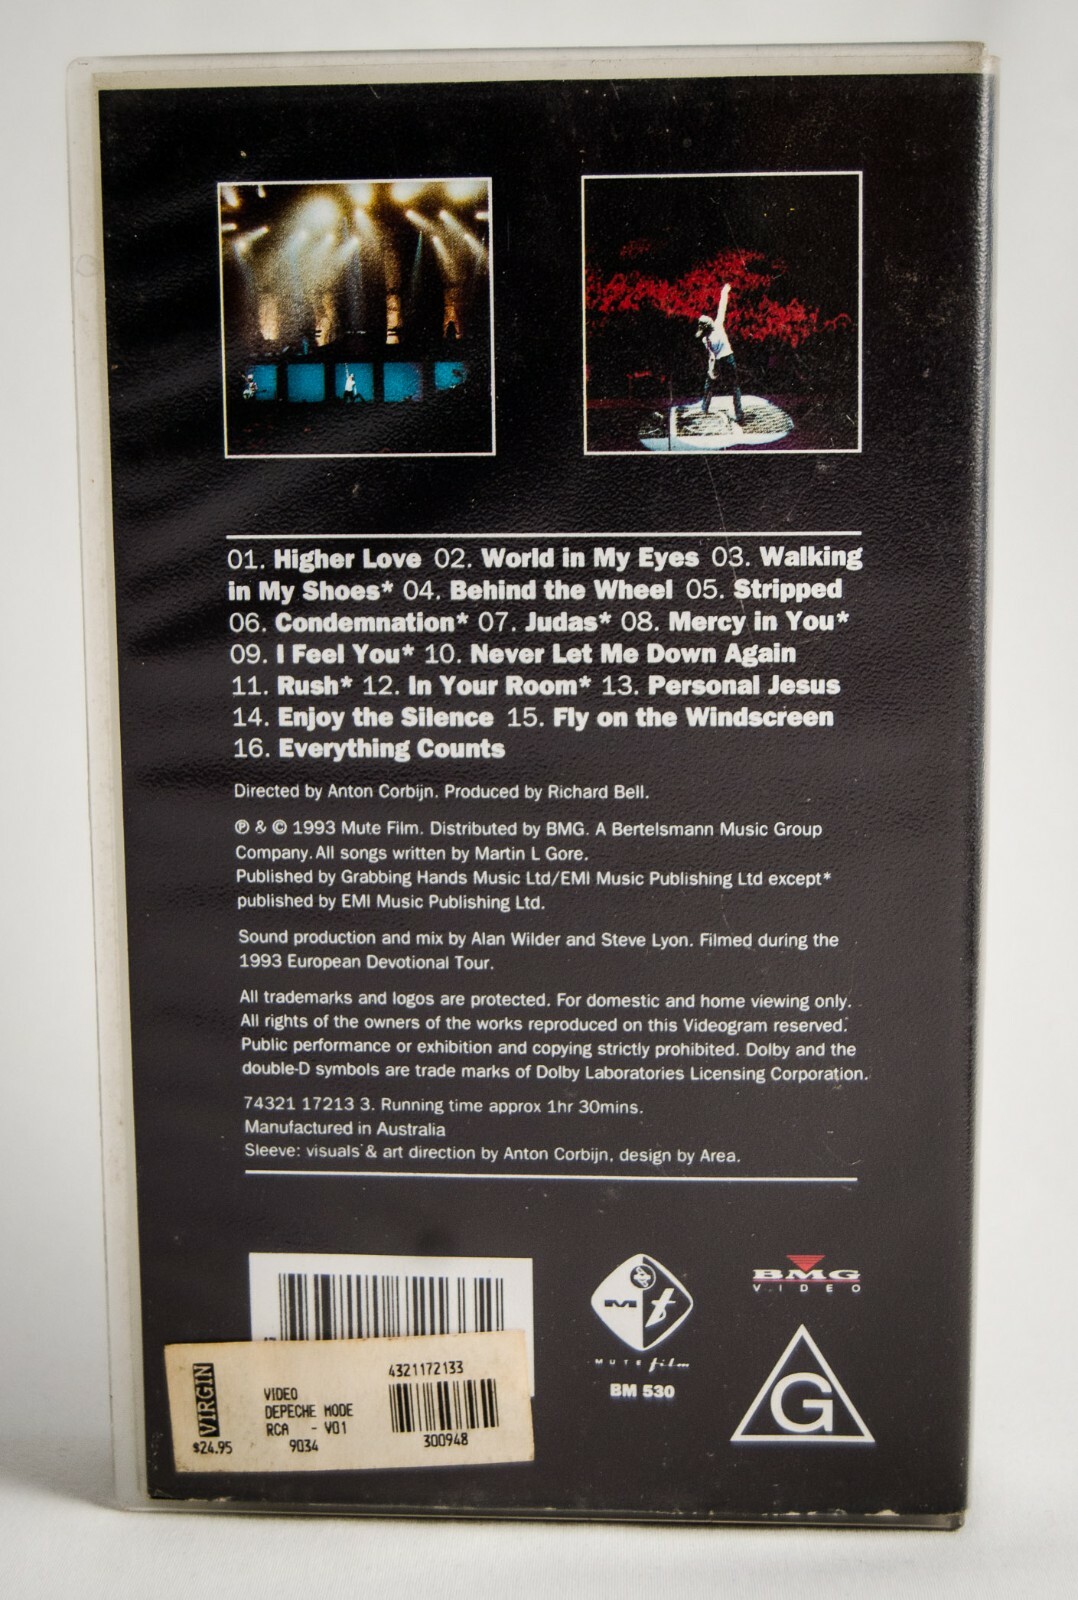 01. Higher Love 02. World in My Eyes 03. Walking
in My Shoes* 04. Behind the Wheel 05. Stripped
06. Condemnation* 07. Judas* 08. Mercy in You*
09. I Feel You* 10. Never Let Me Down Again
11. Rush* 12. In Your Room* 13. Personal Jesus
14. Enjoy the Silence 15. Fly on the Windscreen
16. Everything Counts
Directed by Anton Corbijn. Produced by Richard Bell.
℗ & © 1993 Mute Film. Distributed by BMG. A Bertelsmann Music Group
Company. All songs written by Martin L Gore.
Published by Grabbing Hands Music Ltd/EMI Music Publishing Ltd except*
published by EMI Music Publishing Ltd.
Sound production and mix by Alan Wilder and Steve Lyon. Filmed during the
1993 European Devotional Tour.
All trademarks and logos are protected. For domestic and home viewing only.
All rights of the owners of the works reproduced on this Videogram reserved.
Public performance or exhibition and copying strictly prohibited. Dolby and the
double-D symbols are trade marks of Dolby Laboratories Licensing Corporation.
74321 17213 3. Running time approx 1hr 30mins.
Manufactured in Australia
Sleeve: visuals & art direction by Anton Corbijn, design by Area.
M t
MUTE film
BM 530
BMG
VIDEO
G
VIRGIN
$24.95
VIDEO
DEPECHE MODE
RCA - V01
9034
4321172133
300948